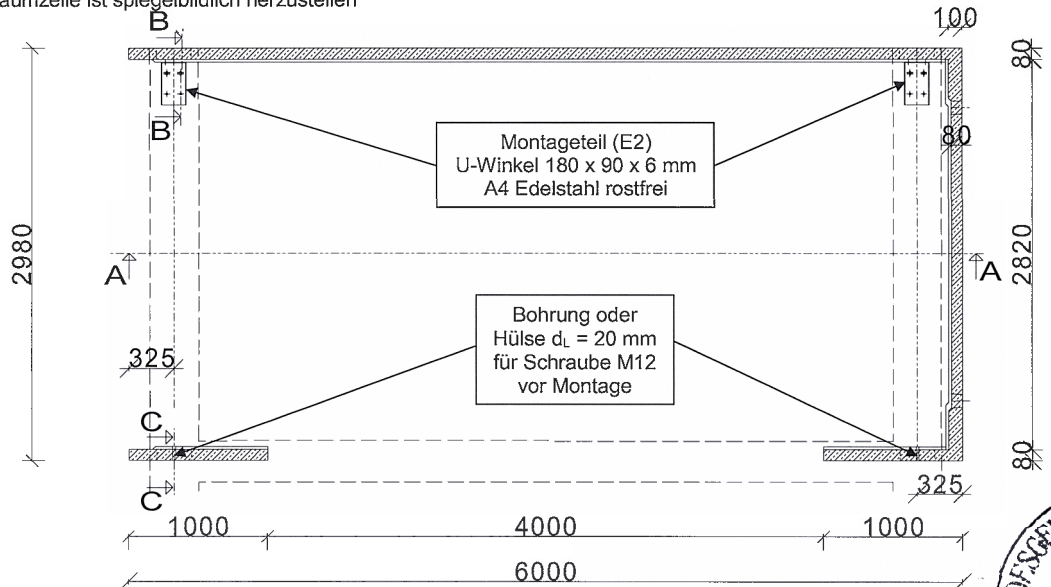 aumzelle ist spiegelbildlich herzustellen
B
100
80
B
80
Montageteil (E2)
U-Winkel 180 x 90 x 6 mm
A4 Edelstahl rostfrei
2980
2820
A
A
Bohrung oder
Hülse dL = 20 mm
für Schraube M12
vor Montage
325
C
80
C
325
1000
4000
1000
6000